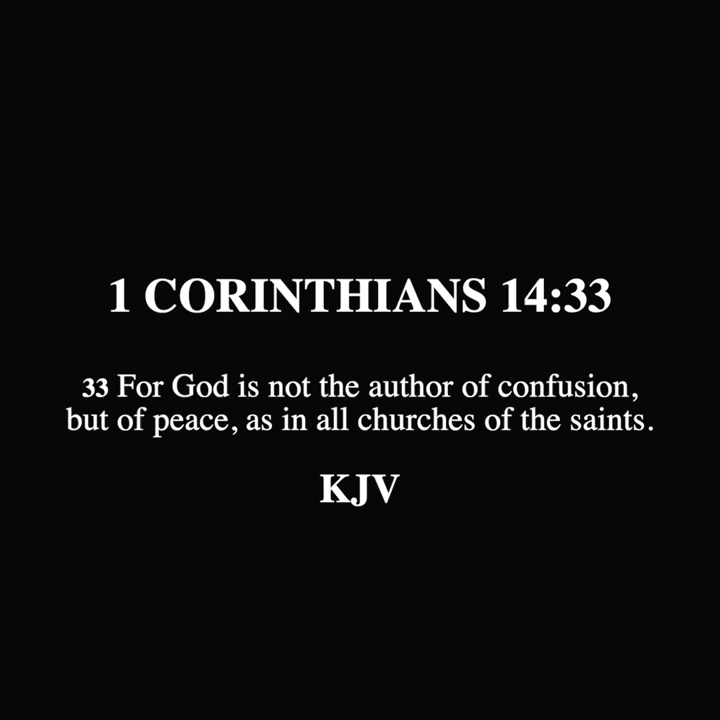 1 CORINTHIANS 14:33
33 For God is not the author of confusion,
but of peace, as in all churches of the saints.
KJV